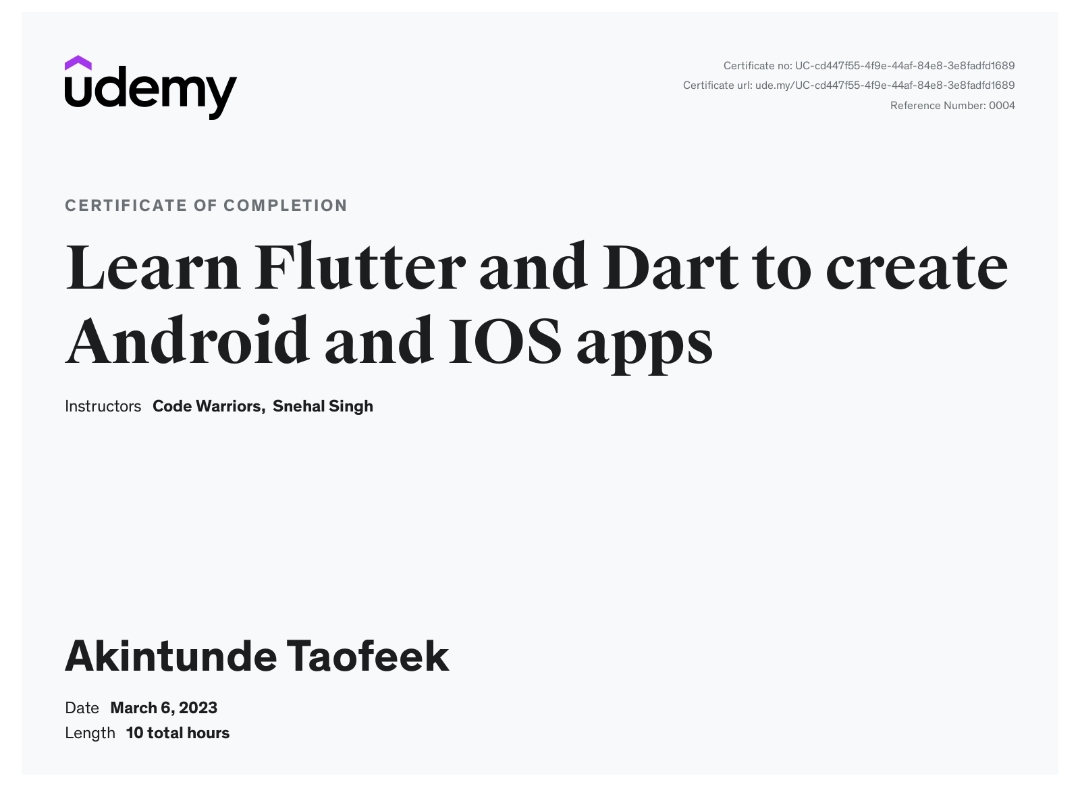 udemy
Certificate no: UC-cd447f55-4f9e-44af-84e8-3e8fadfd1689
Certificate url: ude.my/UC-cd447f55-4f9e-44af-84e8-3e8fadfd1689
Reference Number: 0004
CERTIFICATE OF COMPLETION
Learn Flutter and Dart to create
Android and IOS apps
Instructors Code Warriors, Snehal Singh
Akintunde Taofeek
Date March 6, 2023
Length 10 total hours